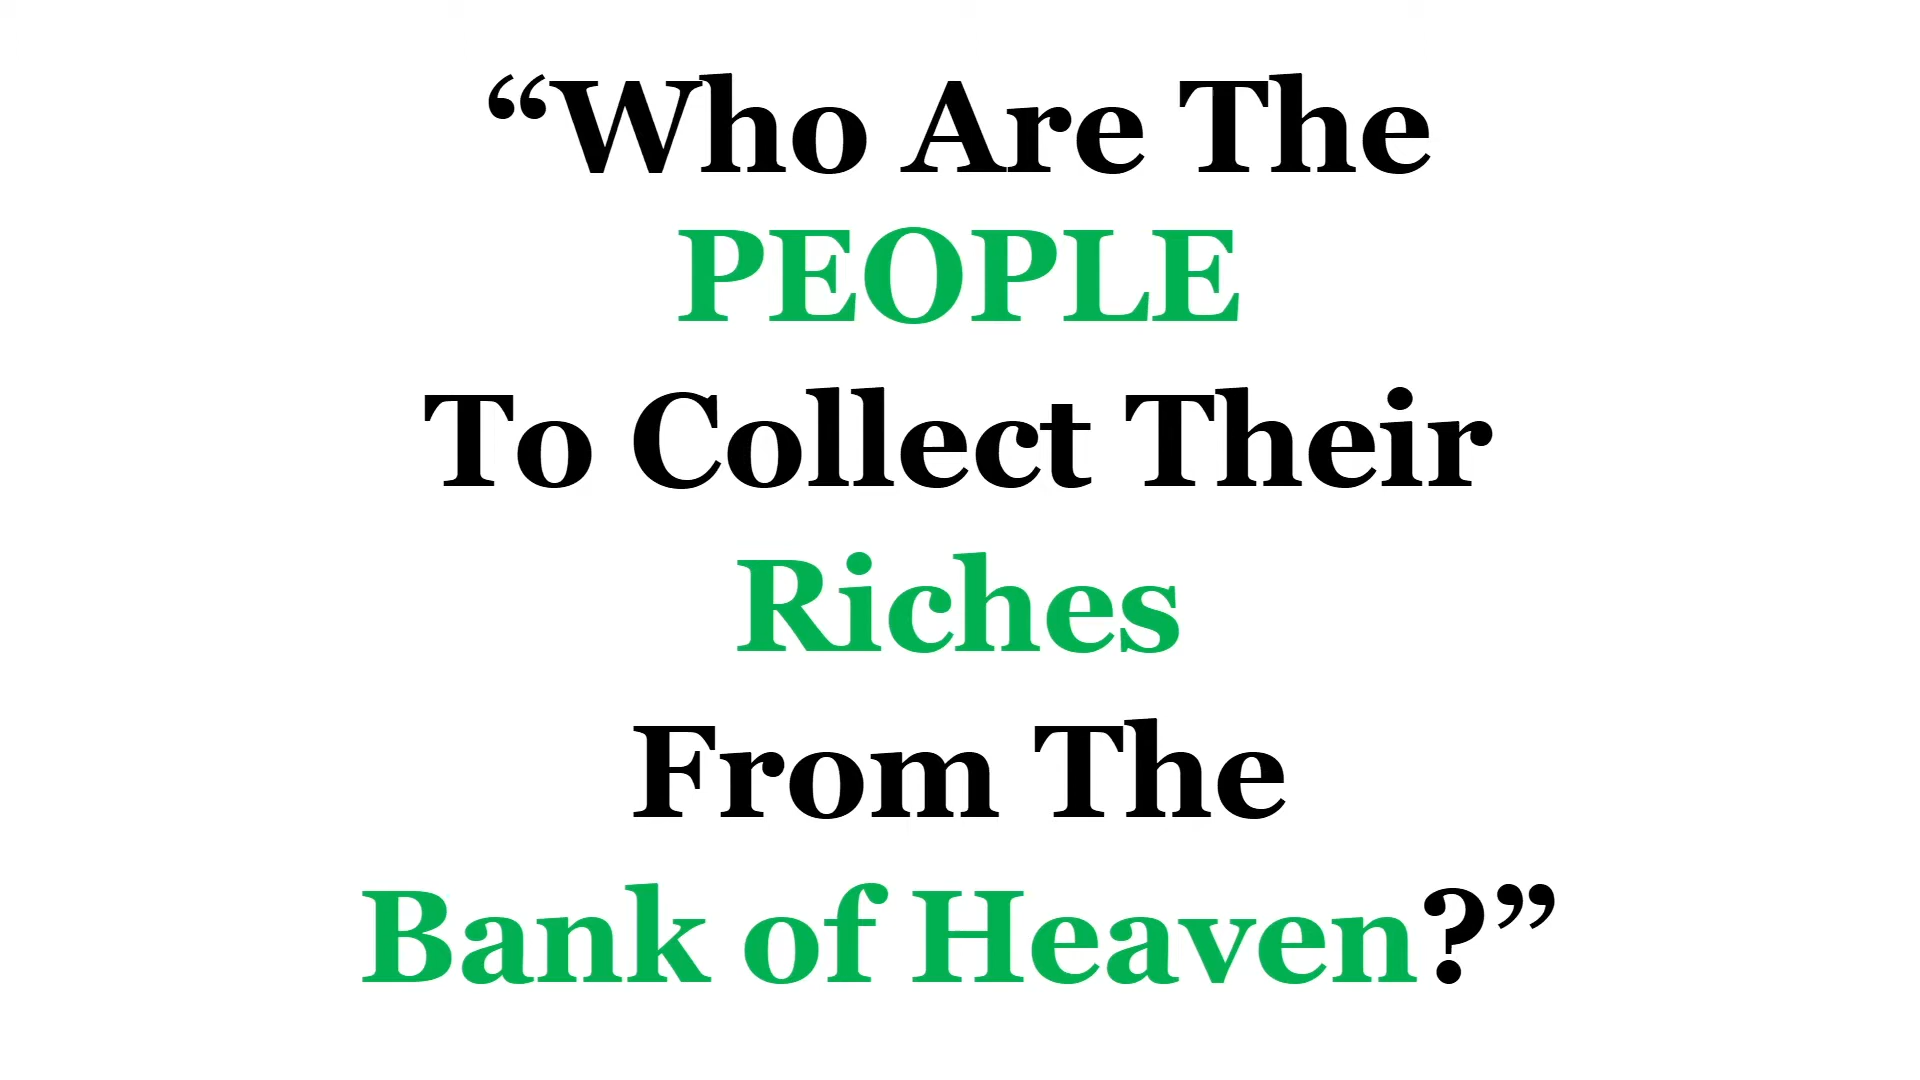 “Who Are The
PEOPLE
To Collect Their
Riches
From The
Bank of Heaven?”